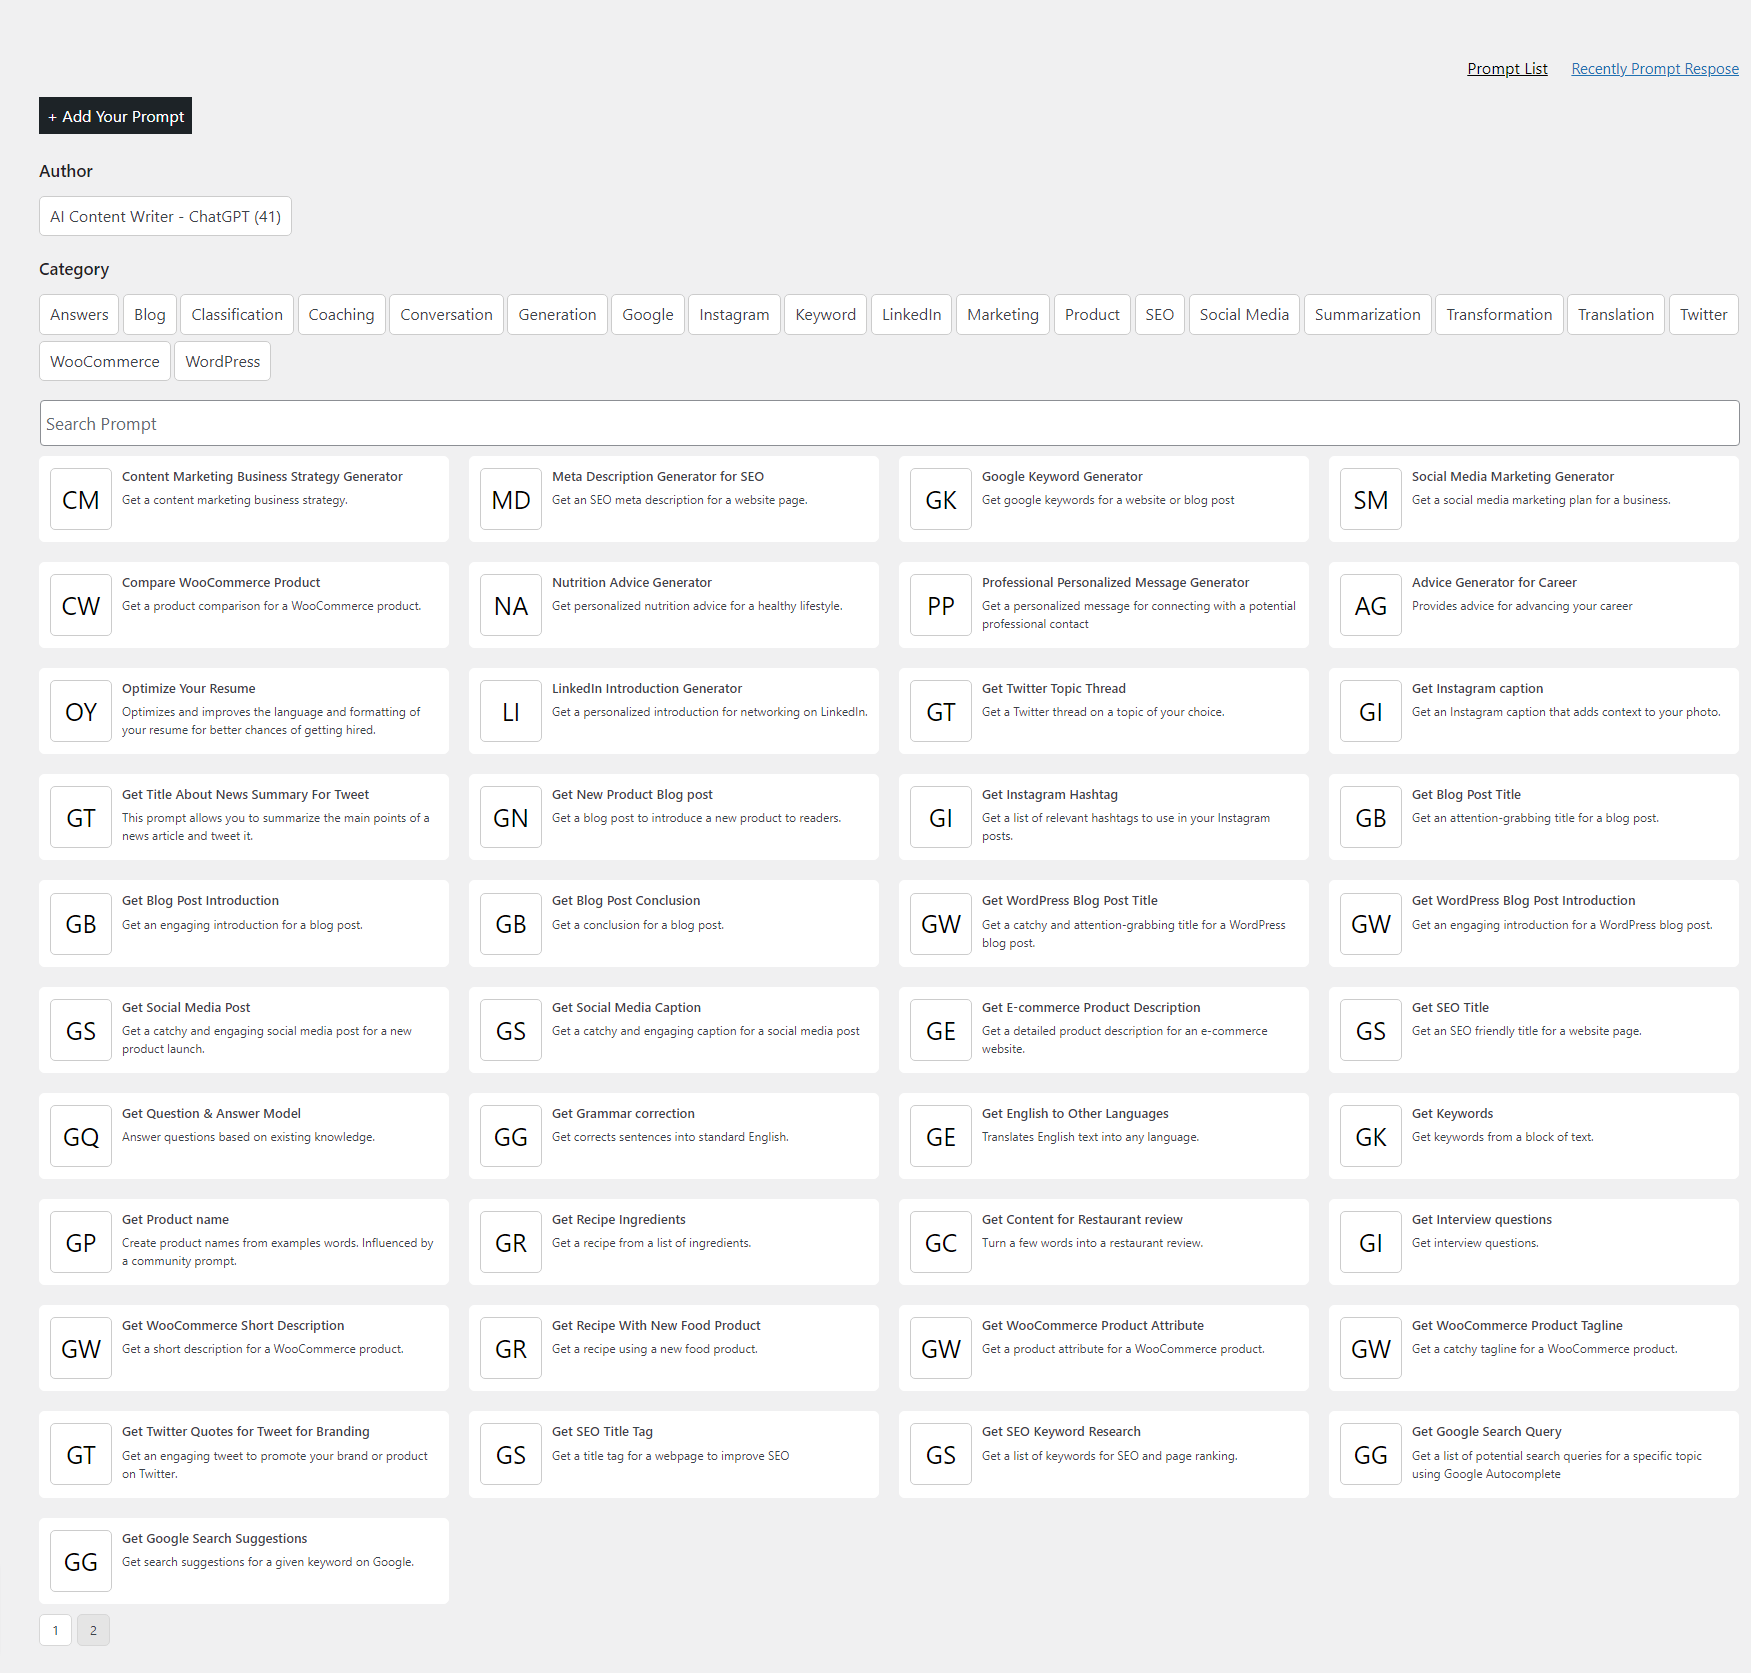 Prompt List Recently Prompt Respose
+ Add Your Prompt
Author
AI Content Writer - ChatGPT (41)
Category
Answers Blog Classification Coaching Conversation Generation Google Instagram Keyword LinkedIn Marketing Product SEO Social Media Summarization Transformation Translation Twitter
WooCommerce WordPress
Search Prompt
CM
Content Marketing Business Strategy Generator
Get a content marketing business strategy.
MD
Meta Description Generator for SEO
Get an SEO meta description for a website page.
GK
Google Keyword Generator
Get google keywords for a website or blog post
SM
Social Media Marketing Generator
Get a social media marketing plan for a business.
CW
Compare WooCommerce Product
Get a product comparison for a WooCommerce product.
NA
Nutrition Advice Generator
Get personalized nutrition advice for a healthy lifestyle.
PP
Professional Personalized Message Generator
Get a personalized message for connecting with a potential
professional contact
AG
Advice Generator for Career
Provides advice for advancing your career
OY
Optimize Your Resume
Optimizes and improves the language and formatting of
your resume for better chances of getting hired.
LI
LinkedIn Introduction Generator
Get a personalized introduction for networking on LinkedIn.
GT
Get Twitter Topic Thread
Get a Twitter thread on a topic of your choice.
GI
Get Instagram caption
Get an Instagram caption that adds context to your photo.
GT
Get Title About News Summary For Tweet
This prompt allows you to summarize the main points of a
news article and tweet it.
GN
Get New Product Blog post
Get a blog post to introduce a new product to readers.
GI
Get Instagram Hashtag
Get a list of relevant hashtags to use in your Instagram
posts.
GB
Get Blog Post Title
Get an attention-grabbing title for a blog post.
GB
Get Blog Post Introduction
Get an engaging introduction for a blog post.
GB
Get Blog Post Conclusion
Get a conclusion for a blog post.
GW
Get WordPress Blog Post Title
Get a catchy and attention-grabbing title for a WordPress
blog post.
GW
Get WordPress Blog Post Introduction
Get an engaging introduction for a WordPress blog post.
GS
Get Social Media Post
Get a catchy and engaging social media post for a new
product launch.
GS
Get Social Media Caption
Get a catchy and engaging caption for a social media post
GE
Get E-commerce Product Description
Get a detailed product description for an e-commerce
website.
GS
Get SEO Title
Get an SEO friendly title for a website page.
GQ
Get Question & Answer Model
Answer questions based on existing knowledge.
GG
Get Grammar correction
Get corrects sentences into standard English.
GE
Get English to Other Languages
Translates English text into any language.
GK
Get Keywords
Get keywords from a block of text.
GP
Get Product name
Create product names from examples words. Influenced by
a community prompt.
GR
Get Recipe Ingredients
Get a recipe from a list of ingredients.
GC
Get Content for Restaurant review
Turn a few words into a restaurant review.
GI
Get Interview questions
Get interview questions.
GW
Get WooCommerce Short Description
Get a short description for a WooCommerce product.
GR
Get Recipe With New Food Product
Get a recipe using a new food product.
GW
Get WooCommerce Product Attribute
Get a product attribute for a WooCommerce product.
GW
Get WooCommerce Product Tagline
Get a catchy tagline for a WooCommerce product.
GT
Get Twitter Quotes for Tweet for Branding
Get an engaging tweet to promote your brand or product
on Twitter.
GS
Get SEO Title Tag
Get a title tag for a webpage to improve SEO
GS
Get SEO Keyword Research
Get a list of keywords for SEO and page ranking.
GG
Get Google Search Query
Get a list of potential search queries for a specific topic
using Google Autocomplete
GG
Get Google Search Suggestions
Get search suggestions for a given keyword on Google.
1 2